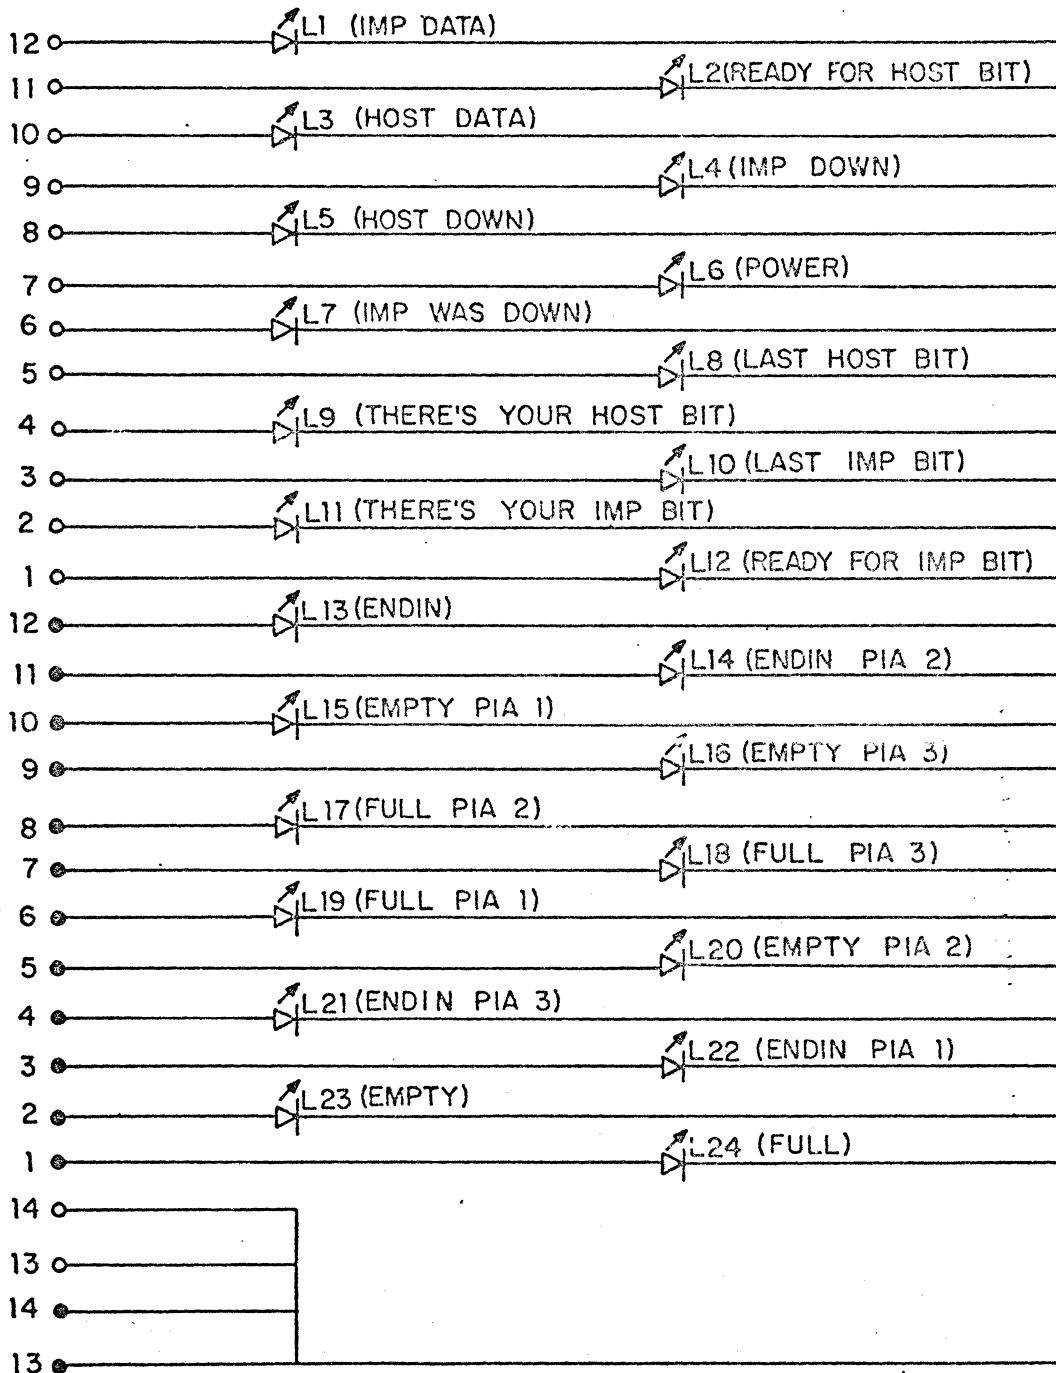 12 L1 (IMP DATA)
11 L2(READY FOR HOST BIT)
10 L3 (HOST DATA)
9 L4 (IMP DOWN)
8 L5 (HOST DOWN)
7 L6 (POWER)
6 L7 (IMP WAS DOWN)
5 L8 (LAST HOST BIT)
4 L9 (THERE'S YOUR HOST BIT)
3 L10 (LAST IMP BIT)
2 L11 (THERE'S YOUR IMP BIT)
1 L12 (READY FOR IMP BIT)
12 L13 (ENDIN)
11 L14 (ENDIN PIA 2)
10 L15 (EMPTY PIA 1)
9 L16 (EMPTY PIA 3)
8 L17 (FULL PIA 2)
7 L18 (FULL PIA 3)
6 L19 (FULL PIA 1)
5 L20 (EMPTY PIA 2)
4 L21 (ENDIN PIA 3)
3 L22 (ENDIN PIA 1)
2 L23 (EMPTY)
1 L24 (FULL)
14
13
14
13